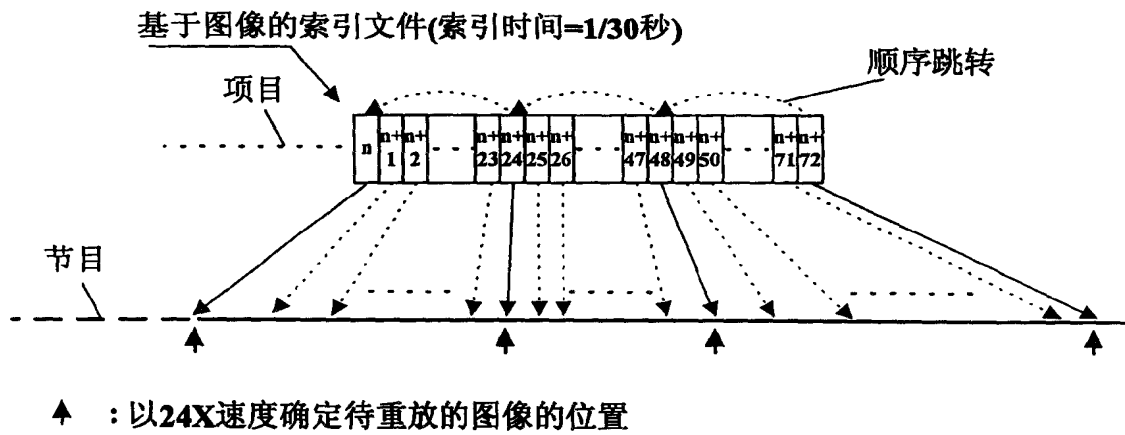 基于图像的索引文件(索引时间=1/30秒)
顺序跳转
项目
n n+1 n+2 n+23 n+24 n+25 n+26 n+47 n+48 n+49 n+50 n+71 n+72
节目
:以24X速度确定待重放的图像的位置